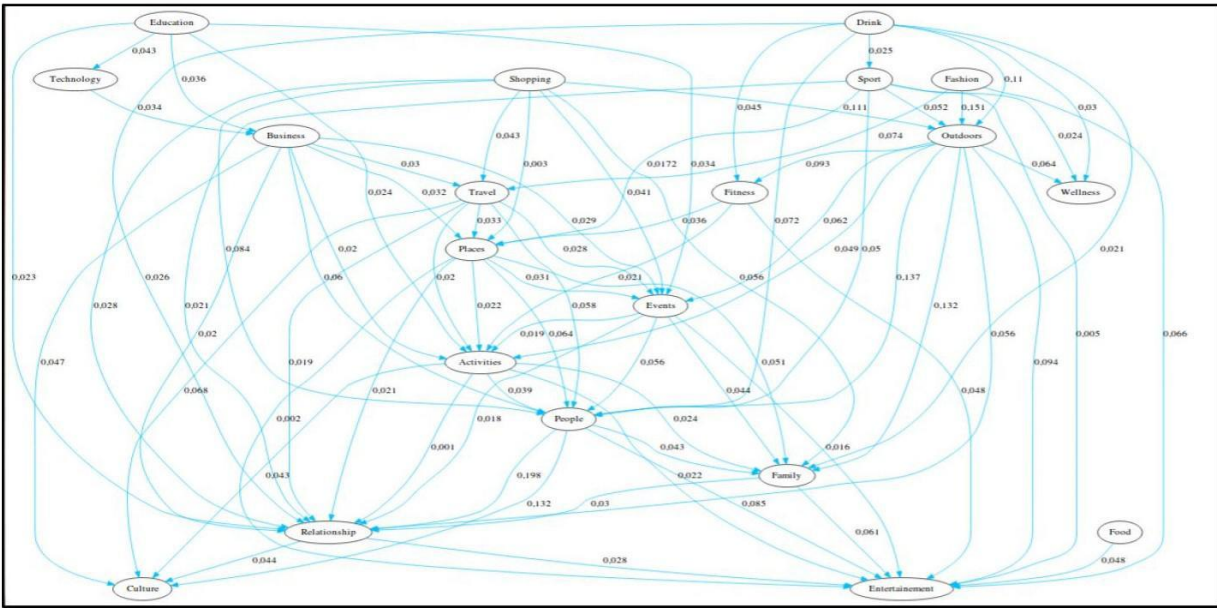 Education Drink
0,043 0,025
Technology Shopping Sport Fashion
0,036 0,11
0,034 0,045 0,111 0,052 0,151 0,03
Business Outdoors
0,043 0,074 0,024
0,03 0,003 0,0172 0,034 0,093 0,064
0,024 0,032 Travel 0,041 Fitness Wellness
0,033 0,029 0,036 0,072 0,062
0,084 0,02 Places 0,028 0,049 0,05 0,021
0,023 0,026 0,06 0,02 0,031 0,021 0,056 0,137
0,028 0,021 0,022 0,058 Events 0,132
0,02 0,019 0,064 0,056 0,005 0,066
0,047 0,019 Activities 0,056 0,051 0,094
0,068 0,021 0,039 0,044 0,048
0,002 0,018 People 0,024
0,001 0,043 0,016
0,043 0,198 0,022 Family
0,132 0,03 0,085
Relationship 0,061 Food
0,044 0,028 0,048
Culture Entertainement